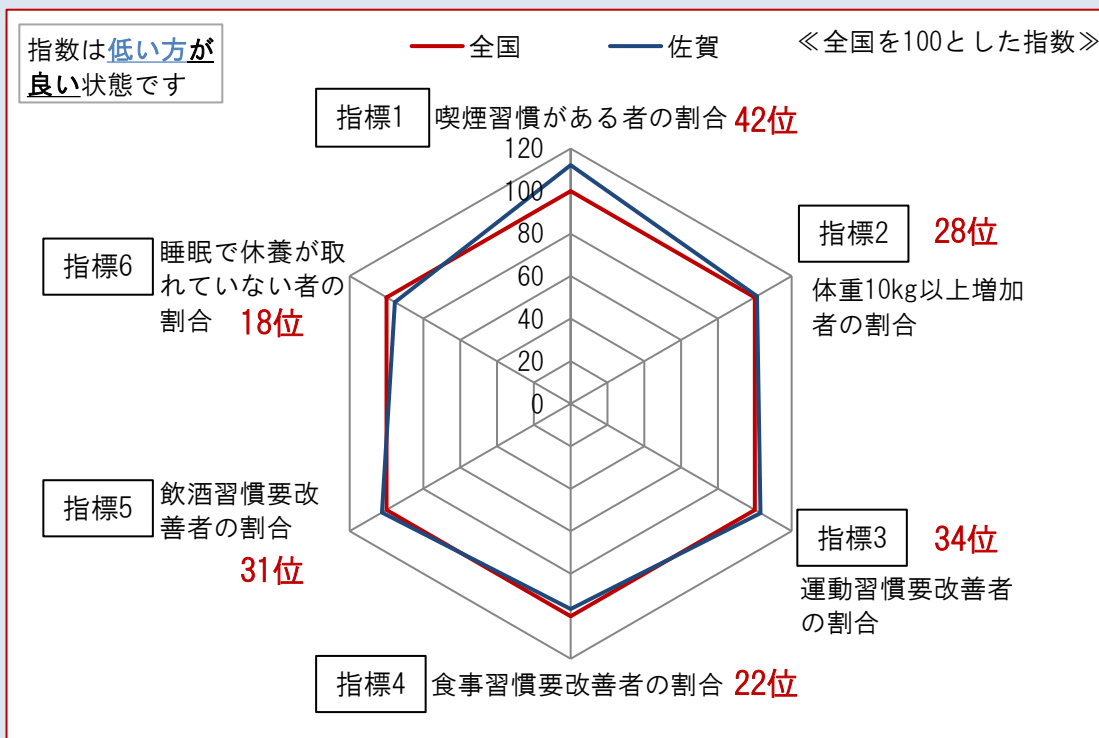 指数は低い方が
良い状態です
全国
佐賀
≪全国を100とした指数≫
指標1
喫煙習慣がある者の割合 42位
120
100
80
60
40
20
0
指標2
28位
体重10kg以上増加
者の割合
指標3
34位
運動習慣要改善者
の割合
指標4
食事習慣要改善者の割合 22位
指標5
飲酒習慣要改
善者の割合
31位
指標6
睡眠で休養が取
れていない者の
割合 18位